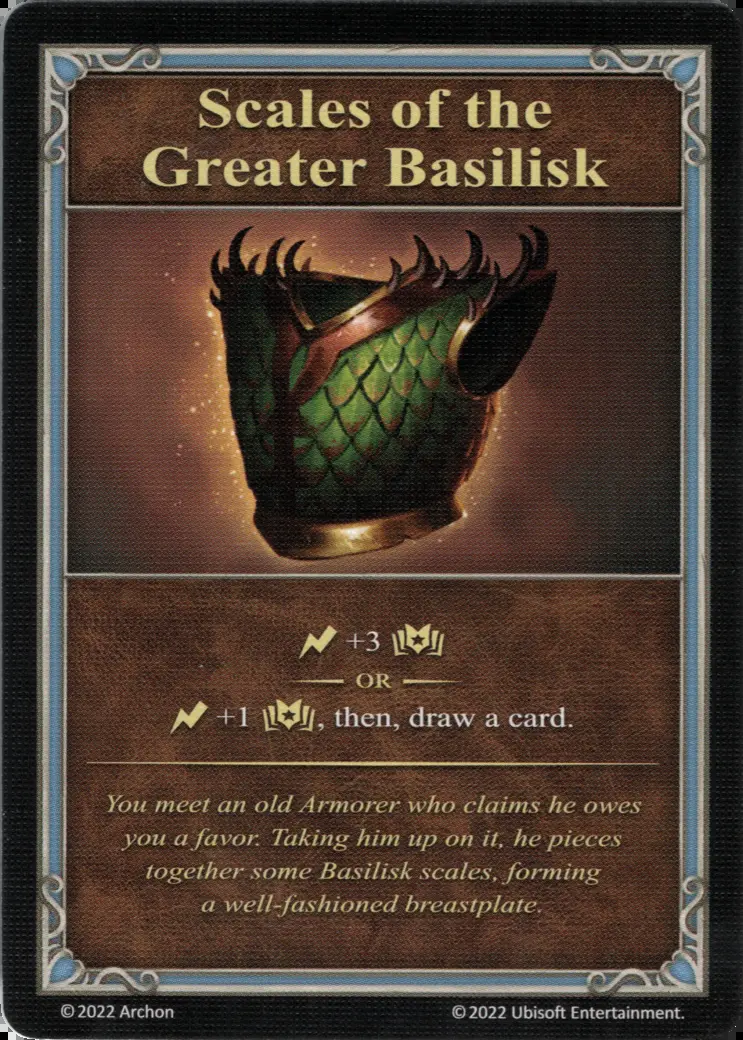 Scales of the
Greater Basilisk
+3
OR
+1 , then, draw a card.
You meet an old Armorer who claims he owes
you a favor. Taking him up on it, he pieces
together some Basilisk scales, forming
a well-fashioned breastplate.
© 2022 Archon
© 2022 Ubisoft Entertainment.